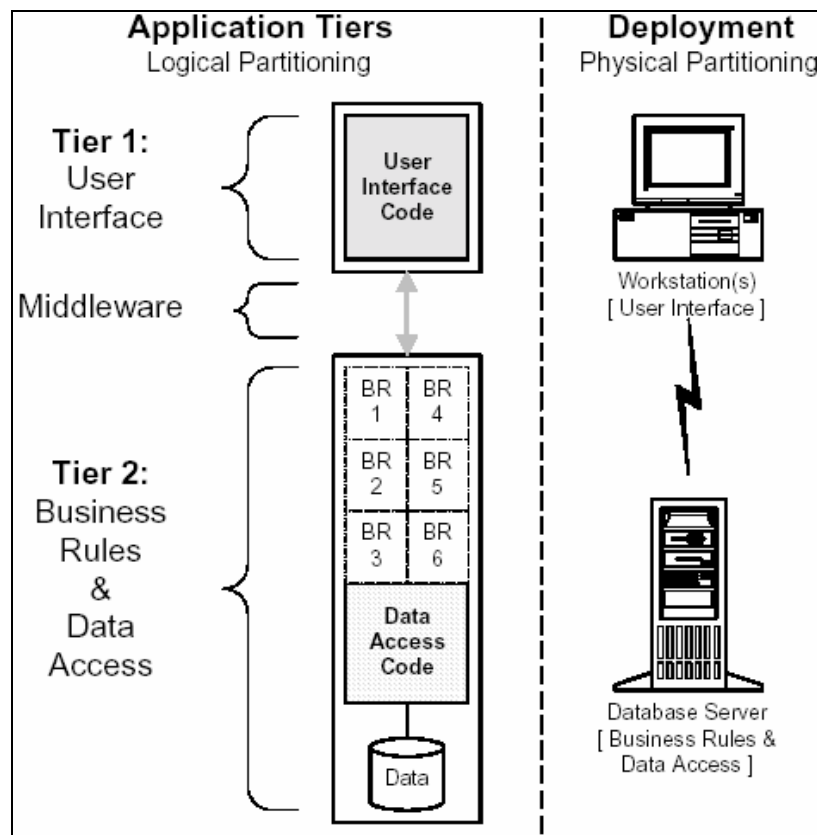 Application Tiers
Logical Partitioning
Deployment
Physical Partitioning
Tier 1:
User
Interface
User
Interface
Code
Workstation(s)
[ User Interface ]
Middleware
Tier 2:
Business
Rules
&
Data
Access
BR
1
BR
4
BR
2
BR
5
BR
3
BR
6
Data
Access
Code
Data
Database Server
[ Business Rules &
Data Access ]